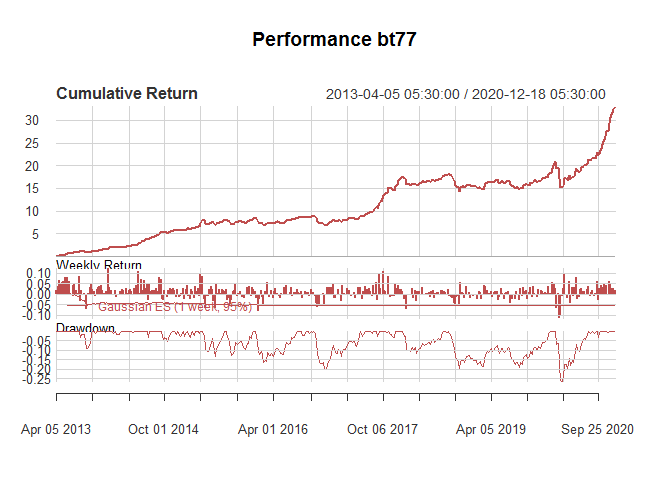 Performance bt77
Cumulative Return 2013-04-05 05:30:00 / 2020-12-18 05:30:00
30
25
20
15
10
5
Weekly Return
0.10
0.05
0.00
-0.05
-0.10
Gaussian ES (1 week, 95%)
Drawdown
-0.05
-0.10
-0.15
-0.20
-0.25
Apr 05 2013 Oct 01 2014 Apr 01 2016 Oct 06 2017 Apr 05 2019 Sep 25 2020